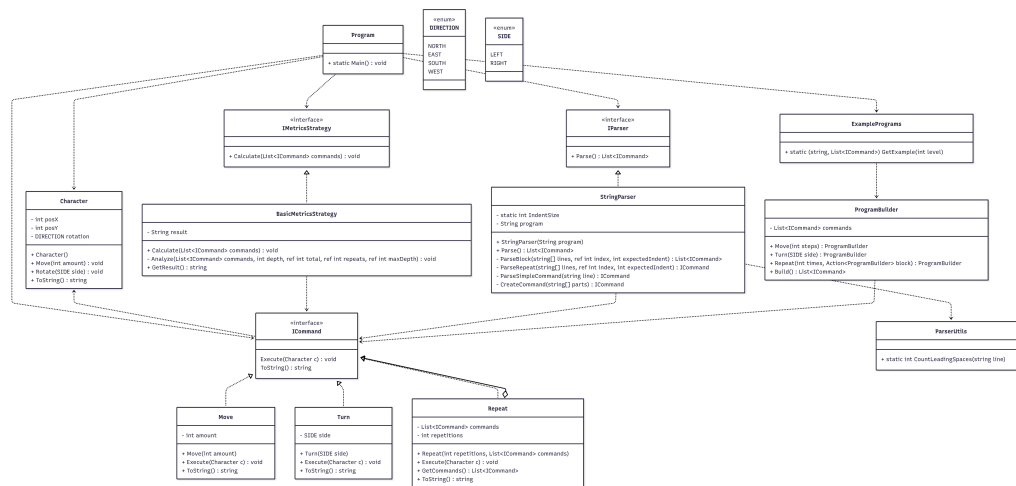 Program
+ static Main() : void
«enum»
DIRECTION
NORTH
EAST
SOUTH
WEST
«enum»
SIDE
LEFT
RIGHT
«interface»
IMetricsStrategy
+ Calculate(List<ICommand> commands) : void
«interface»
IParser
+ Parse() : List<ICommand>
ExamplePrograms
+ static (string, List<ICommand>) GetExample(int level)
Character
- int posX
- int posY
- DIRECTION rotation
+ Character()
+ Move(int amount) : void
+ Rotate(SIDE side) : void
+ ToString() : string
BasicMetricsStrategy
- String result
+ Calculate(List<ICommand> commands) : void
- Analyze(List<ICommand> commands, int depth, ref int total, ref int repeats, ref int maxDepth) : void
+ GetResult() : string
StringParser
- static int IndentSize
- String program
+ StringParser(String program)
+ Parse() : List<ICommand>
- ParseBlock(string[] lines, ref int index, int expectedIndent) : List<ICommand>
- ParseRepeat(string[] lines, ref int index, int expectedIndent) : ICommand
- ParseSimpleCommand(string line) : ICommand
- CreateCommand(string[] parts) : ICommand
ProgramBuilder
- List<ICommand> commands
+ Move(int steps) : ProgramBuilder
+ Turn(SIDE side) : ProgramBuilder
+ Repeat(int times, Action<ProgramBuilder> block) : ProgramBuilder
+ Build() : List<ICommand>
«interface»
ICommand
Execute(Character c) : void
ToString() : string
ParserUtils
+ static int CountLeadingSpaces(string line)
Move
- int amount
+ Move(int amount)
+ Execute(Character c) : void
+ ToString() : string
Turn
- SIDE side
+ Turn(SIDE side)
+ Execute(Character c) : void
+ ToString() : string
Repeat
- List<ICommand> commands
- int repetitions
+ Repeat(int repetitions, List<ICommand> commands)
+ Execute(Character c) : void
+ GetCommands() : List<ICommand>
+ ToString() : string